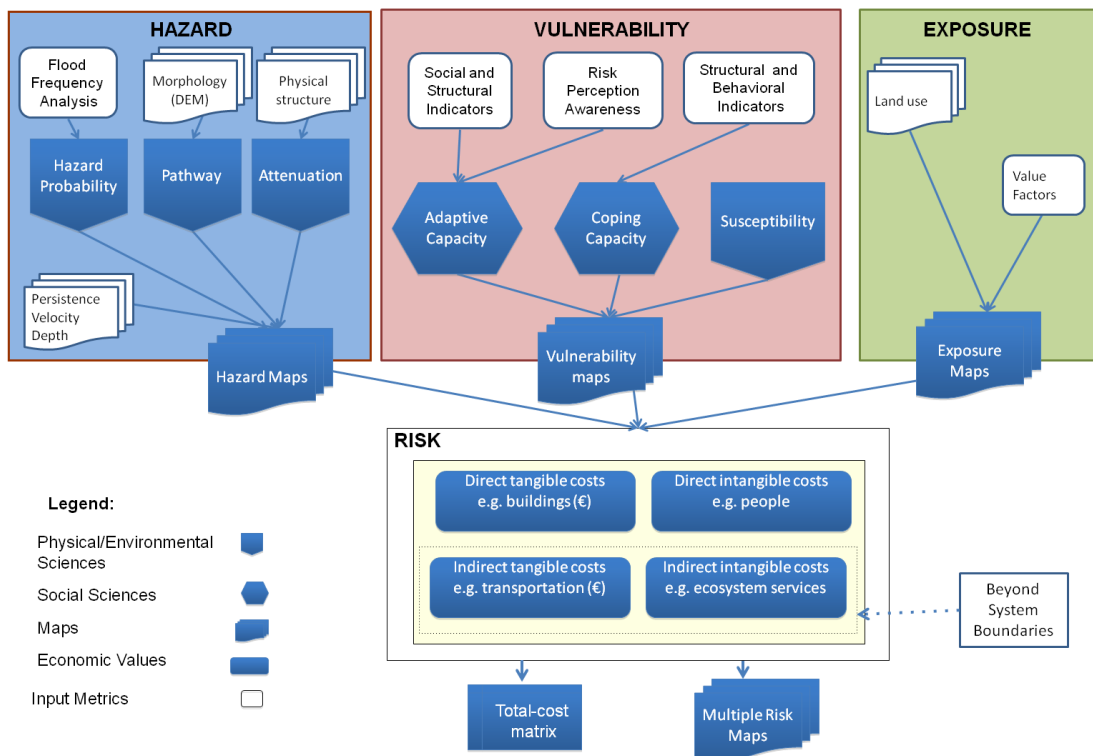 HAZARD
Flood
Frequency
Analysis
Morphology
(DEM)
Physical
structure
Hazard
Probability
Pathway
Attenuation
Persistence
Velocity
Depth
Hazard Maps
VULNERABILITY
Social and
Structural
Indicators
Risk
Perception
Awareness
Structural and
Behavioral
Indicators
Adaptive
Capacity
Coping
Capacity
Susceptibility
Vulnerability
maps
EXPOSURE
Land use
Value
Factors
Exposure
Maps
RISK
Direct tangible costs
e.g. buildings (€)
Direct intangible costs
e.g. people
Indirect tangible costs
e.g. transportation (€)
Indirect intangible costs
e.g. ecosystem services
Beyond
System
Boundaries
Total-cost
matrix
Multiple Risk
Maps
Legend:
Physical/Environmental
Sciences
Social Sciences
Maps
Economic Values
Input Metrics